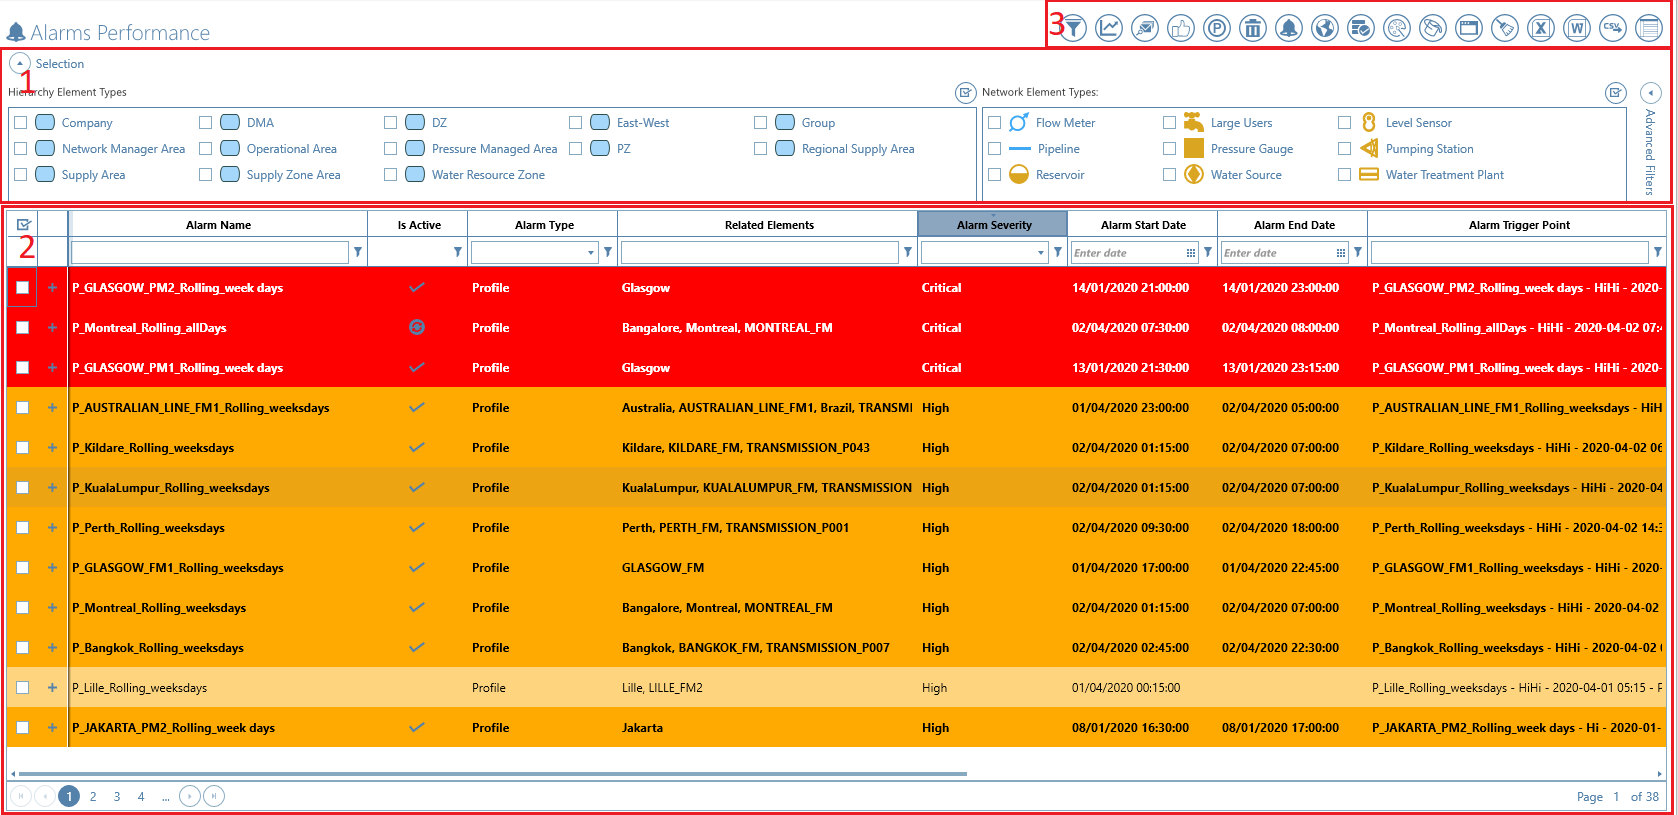 Alarms Performance
3
P
X
W
CSV
1
Selection
Hierarchy Element Types
Network Element Types:
Company DMA DZ East-West Group
Network Manager Area Operational Area Pressure Managed Area PZ Regional Supply Area
Supply Area Supply Zone Area Water Resource Zone
Flow Meter Large Users Level Sensor
Pipeline Pressure Gauge Pumping Station
Reservoir Water Source Water Treatment Plant
Advanced Filters
2
Alarm Name Is Active Alarm Type Related Elements Alarm Severity Alarm Start Date Alarm End Date Alarm Trigger Point
Enter date Enter date
P_GLASGOW_PM2_Rolling_week days Profile Glasgow Critical 14/01/2020 21:00:00 14/01/2020 23:00:00 P_GLASGOW_PM2_Rolling_week days - HiHi - 2020-
P_Montreal_Rolling_allDays Profile Bangalore, Montreal, MONTREAL_FM Critical 02/04/2020 07:30:00 02/04/2020 08:00:00 P_Montreal_Rolling_allDays - HiHi - 2020-04-02 07:4
P_GLASGOW_PM1_Rolling_week days Profile Glasgow Critical 13/01/2020 21:30:00 13/01/2020 23:15:00 P_GLASGOW_PM1_Rolling_week days - HiHi - 2020-
P_AUSTRALIAN_LINE_FM1_Rolling_weeksdays Profile Australia, AUSTRALIAN_LINE_FM1, Brazil, TRANSMI High 01/04/2020 23:00:00 02/04/2020 05:00:00 P_AUSTRALIAN_LINE_FM1_Rolling_weeksdays - HiH
P_Kildare_Rolling_weeksdays Profile Kildare, KILDARE_FM, TRANSMISSION_P043 High 02/04/2020 01:15:00 02/04/2020 07:00:00 P_Kildare_Rolling_weeksdays - HiHi - 2020-04-02 06
P_KualaLumpur_Rolling_weeksdays Profile KualaLumpur, KUALALUMPUR_FM, TRANSMISSION High 02/04/2020 01:15:00 02/04/2020 07:00:00 P_KualaLumpur_Rolling_weeksdays - HiHi - 2020-04
P_Perth_Rolling_weeksdays Profile Perth, PERTH_FM, TRANSMISSION_P001 High 02/04/2020 09:30:00 02/04/2020 18:00:00 P_Perth_Rolling_weeksdays - HiHi - 2020-04-02 14:3
P_GLASGOW_FM1_Rolling_weeksdays Profile GLASGOW_FM High 01/04/2020 17:00:00 01/04/2020 22:45:00 P_GLASGOW_FM1_Rolling_weeksdays - HiHi - 2020-
P_Montreal_Rolling_weeksdays Profile Bangalore, Montreal, MONTREAL_FM High 02/04/2020 01:15:00 02/04/2020 07:00:00 P_Montreal_Rolling_weeksdays - HiHi - 2020-04-02
P_Bangkok_Rolling_weeksdays Profile Bangkok, BANGKOK_FM, TRANSMISSION_P007 High 02/04/2020 02:45:00 02/04/2020 22:30:00 P_Bangkok_Rolling_weeksdays - HiHi - 2020-04-02
P_Lille_Rolling_weeksdays Profile Lille, LILLE_FM2 High 01/04/2020 00:15:00 P_Lille_Rolling_weeksdays - HiHi - 2020-04-01 05:15 - P
P_JAKARTA_PM2_Rolling_week days Profile Jakarta High 08/01/2020 16:30:00 08/01/2020 17:00:00 P_JAKARTA_PM2_Rolling_week days - Hi - 2020-01-
1 2 3 4 ... Page 1 of 38